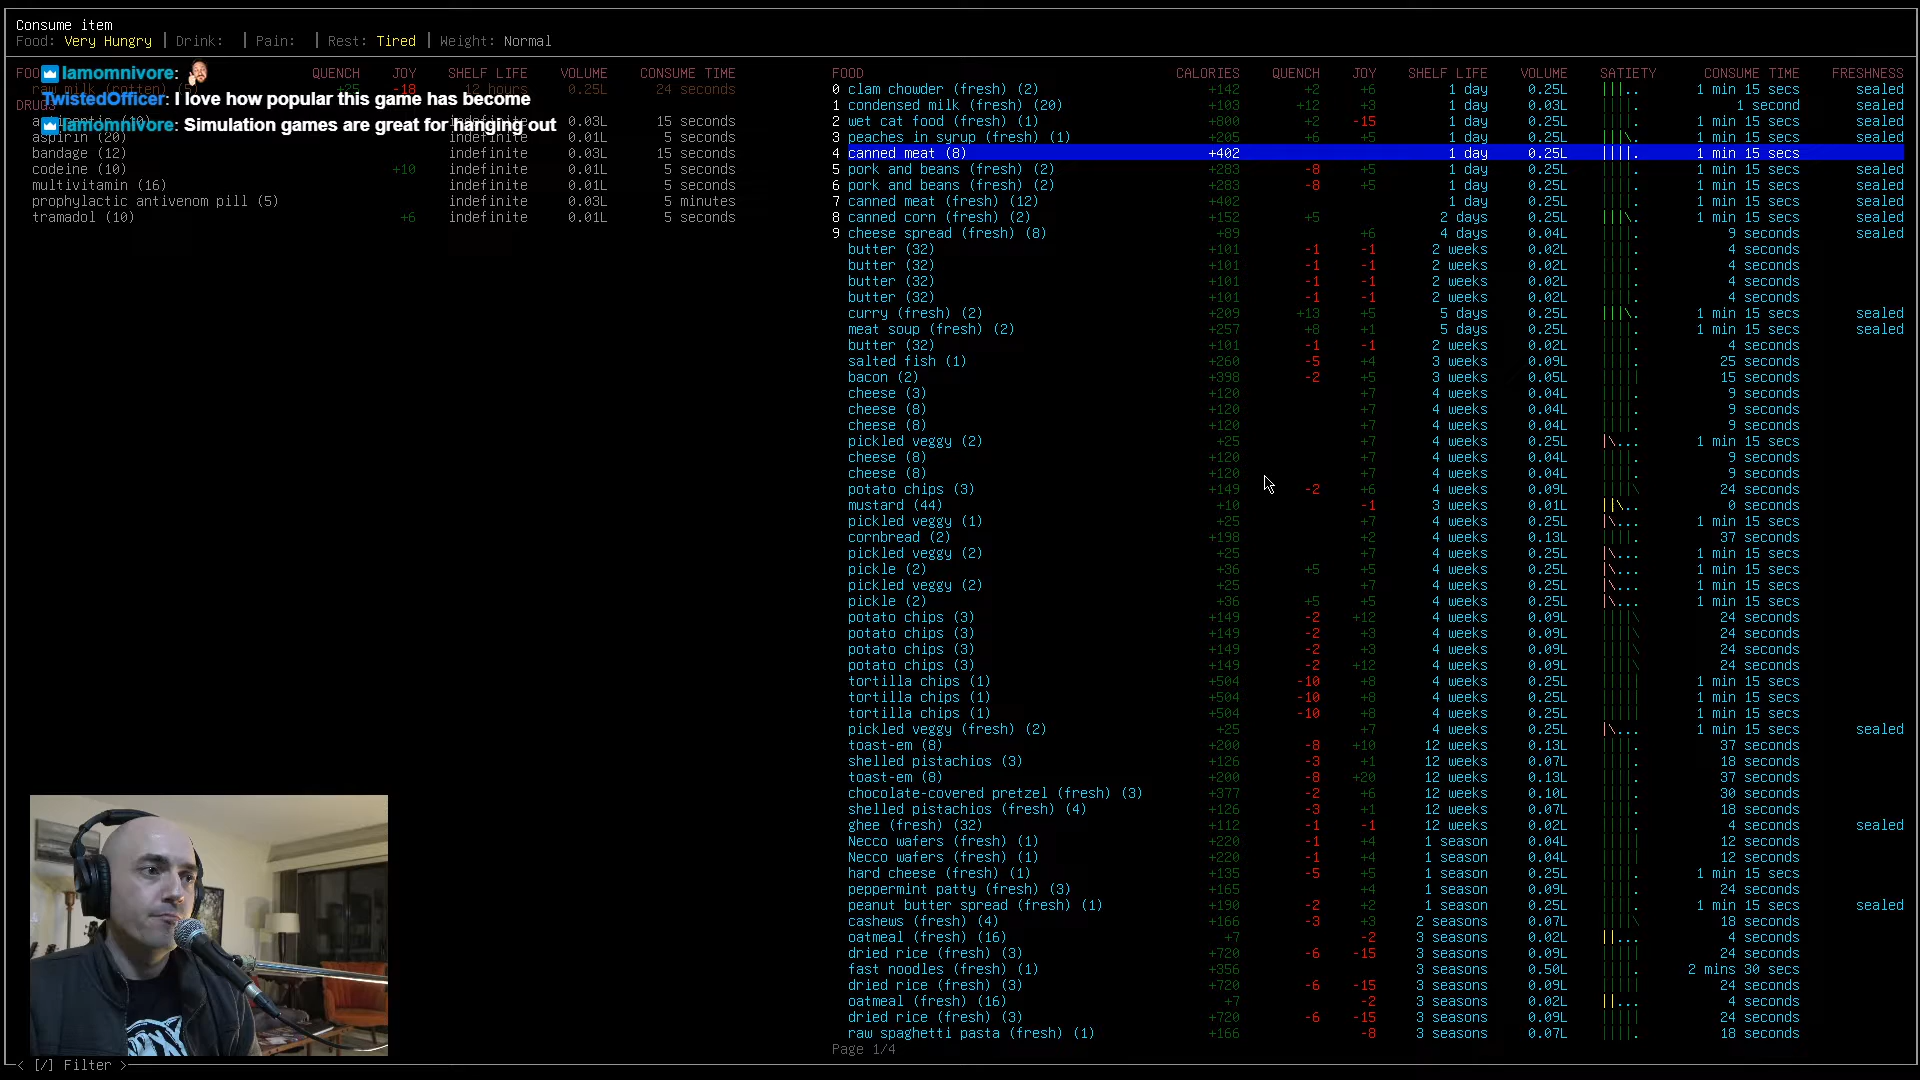 Consume item
Food: Very Hungry | Drink: | Pain: | Rest: Tired | Weight: Normal
FOO QUENCH JOY SHELF LIFE VOLUME CONSUME TIME
Iamomnivore:
raw milk (rotten) (5) +25 -18 12 hours 0.25L 24 seconds
TwistedOfficer: I love how popular this game has become
DRUGS
Iamomnivore: Simulation games are great for hanging out
(10) indefinite 0.03L 15 seconds
aspirin (20) indefinite 0.01L 5 seconds
bandage (12) indefinite 0.03L 15 seconds
codeine (10) +10 indefinite 0.01L 5 seconds
multivitamin (16) indefinite 0.01L 5 seconds
prophylactic antivenom pill (5) indefinite 0.03L 5 minutes
tramadol (10) +6 indefinite 0.01L 5 seconds
FOOD CALORIES QUENCH JOY SHELF LIFE VOLUME SATIETY CONSUME TIME FRESHNESS
0 clam chowder (fresh) (2) +142 +2 +6 1 day 0.25L |||.. 1 min 15 secs sealed
1 condensed milk (fresh) (20) +103 +12 +3 1 day 0.03L ||||. 1 second sealed
2 wet cat food (fresh) (1) +800 +2 -15 1 day 0.25L ||||. 1 min 15 secs sealed
3 peaches in syrup (fresh) (1) +205 +6 +5 1 day 0.25L |||\. 1 min 15 secs sealed
4 canned meat (8) +402 1 day 0.25L ||||. 1 min 15 secs
5 pork and beans (fresh) (2) +283 -8 +5 1 day 0.25L ||||. 1 min 15 secs sealed
6 pork and beans (fresh) (2) +283 -8 +5 1 day 0.25L ||||. 1 min 15 secs sealed
7 canned meat (fresh) (12) +402 1 day 0.25L ||||. 1 min 15 secs sealed
8 canned corn (fresh) (2) +152 +5 2 days 0.25L |||\. 1 min 15 secs sealed
9 cheese spread (fresh) (8) +89 +6 4 days 0.04L ||||. 9 seconds sealed
butter (32) +101 -1 -1 2 weeks 0.02L ||||. 4 seconds
butter (32) +101 -1 -1 2 weeks 0.02L ||||. 4 seconds
butter (32) +101 -1 -1 2 weeks 0.02L ||||. 4 seconds
butter (32) +101 -1 -1 2 weeks 0.02L ||||. 4 seconds
curry (fresh) (2) +209 +13 +5 5 days 0.25L |||\. 1 min 15 secs sealed
meat soup (fresh) (2) +257 +8 +1 5 days 0.25L ||||. 1 min 15 secs sealed
butter (32) +101 -1 -1 2 weeks 0.02L ||||. 4 seconds
salted fish (1) +260 -5 +4 3 weeks 0.09L ||||. 25 seconds
bacon (2) +398 -2 +5 3 weeks 0.05L ||||| 15 seconds
cheese (3) +120 +7 4 weeks 0.04L ||||. 9 seconds
cheese (8) +120 +7 4 weeks 0.04L ||||. 9 seconds
cheese (8) +120 +7 4 weeks 0.04L ||||. 9 seconds
pickled veggy (2) +25 +7 4 weeks 0.25L |\... 1 min 15 secs
cheese (8) +120 +7 4 weeks 0.04L ||||. 9 seconds
cheese (8) +120 +7 4 weeks 0.04L ||||. 9 seconds
potato chips (3) +149 -2 +6 4 weeks 0.09L ||||\ 24 seconds
mustard (44) +10 -1 3 weeks 0.01L ||\.. 0 seconds
pickled veggy (1) +25 +7 4 weeks 0.25L |\... 1 min 15 secs
cornbread (2) +198 +2 4 weeks 0.13L ||||. 37 seconds
pickled veggy (2) +25 +7 4 weeks 0.25L |\... 1 min 15 secs
pickle (2) +36 +5 +5 4 weeks 0.25L |\... 1 min 15 secs
pickled veggy (2) +25 +7 4 weeks 0.25L |\... 1 min 15 secs
pickle (2) +36 +5 +5 4 weeks 0.25L |\... 1 min 15 secs
potato chips (3) +149 -2 +12 4 weeks 0.09L ||||\ 24 seconds
potato chips (3) +149 -2 +3 4 weeks 0.09L ||||\ 24 seconds
potato chips (3) +149 -2 +3 4 weeks 0.09L ||||\ 24 seconds
potato chips (3) +149 -2 +12 4 weeks 0.09L ||||\ 24 seconds
tortilla chips (1) +504 -10 +8 4 weeks 0.25L ||||| 1 min 15 secs
tortilla chips (1) +504 -10 +8 4 weeks 0.25L ||||| 1 min 15 secs
tortilla chips (1) +504 -10 +8 4 weeks 0.25L ||||| 1 min 15 secs
pickled veggy (fresh) (2) +25 +7 4 weeks 0.25L |\... 1 min 15 secs sealed
toast-em (8) +200 -8 +10 12 weeks 0.13L ||||. 37 seconds
shelled pistachios (3) +126 -3 +1 12 weeks 0.07L ||||. 18 seconds
toast-em (8) +200 -8 +20 12 weeks 0.13L ||||. 37 seconds
chocolate-covered pretzel (fresh) (3) +377 -2 +6 12 weeks 0.10L ||||| 30 seconds
shelled pistachios (fresh) (4) +126 -3 +1 12 weeks 0.07L ||||. 18 seconds
ghee (fresh) (32) +112 -1 -1 12 weeks 0.02L ||||. 4 seconds sealed
Necco wafers (fresh) (1) +220 -1 +4 1 season 0.04L ||||| 12 seconds
Necco wafers (fresh) (1) +220 -1 +4 1 season 0.04L ||||| 12 seconds
hard cheese (fresh) (1) +135 -5 +5 1 season 0.25L ||||. 1 min 15 secs
peppermint patty (fresh) (3) +165 +4 1 season 0.09L ||||. 24 seconds
peanut butter spread (fresh) (1) +190 -2 +2 1 season 0.25L ||||. 1 min 15 secs sealed
cashews (fresh) (4) +166 -3 +3 2 seasons 0.07L ||||\ 18 seconds
oatmeal (fresh) (16) +7 -2 3 seasons 0.02L ||... 4 seconds
dried rice (fresh) (3) +720 -6 -15 3 seasons 0.09L ||||| 24 seconds
fast noodles (fresh) (1) +356 3 seasons 0.50L ||||. 2 mins 30 secs
dried rice (fresh) (3) +720 -6 -15 3 seasons 0.09L ||||| 24 seconds
oatmeal (fresh) (16) +7 -2 3 seasons 0.02L ||... 4 seconds
dried rice (fresh) (3) +720 -6 -15 3 seasons 0.09L ||||| 24 seconds
raw spaghetti pasta (fresh) (1) +166 -8 3 seasons 0.07L ||||. 18 seconds
Page 1/4
< [/] Filter >